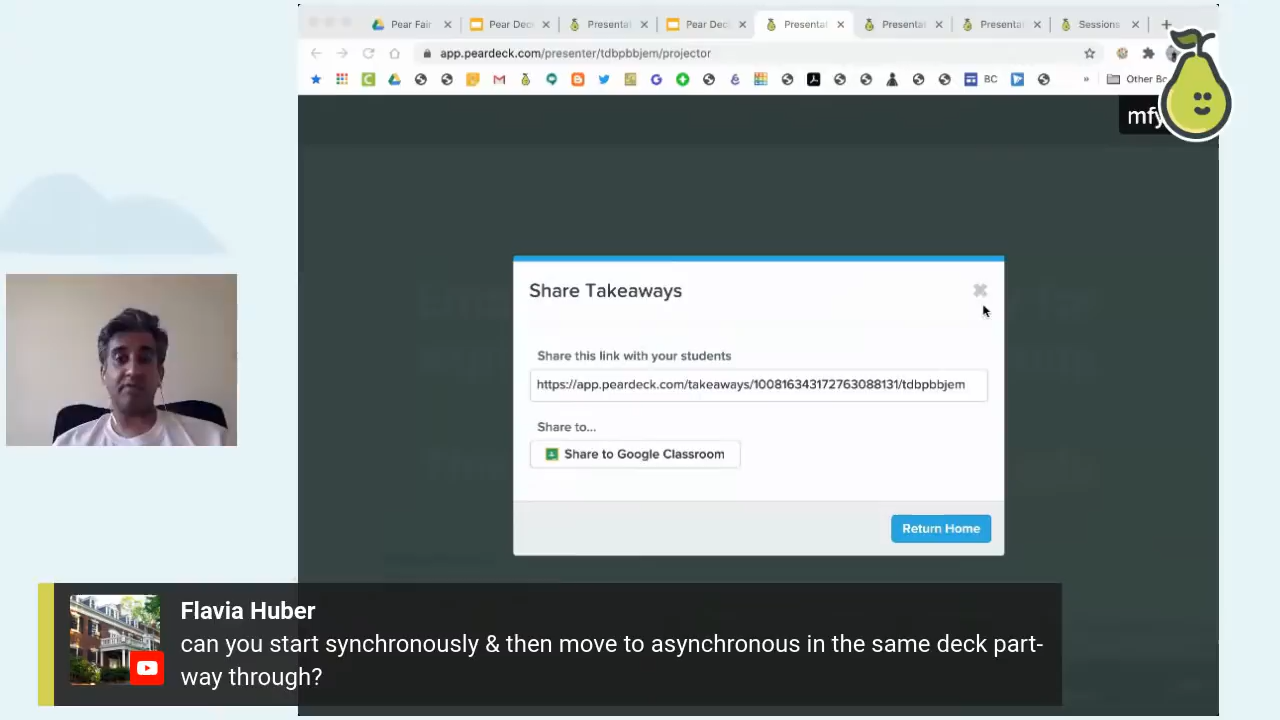 Pear Fair
Pear Dec
Presentat
Pear Dec
Presentat
Presentat
Presentat
Sessions
app.peardeck.com/presenter/tdbpbbjem/projector
BC
Other Bo
mfy
Share Takeaways
Share this link with your students
https://app.peardeck.com/takeaways/100816343172763088131/tdbpbbjem
Share to...
Share to Google Classroom
Return Home
Flavia Huber
can you start synchronously & then move to asynchronous in the same deck part-
way through?